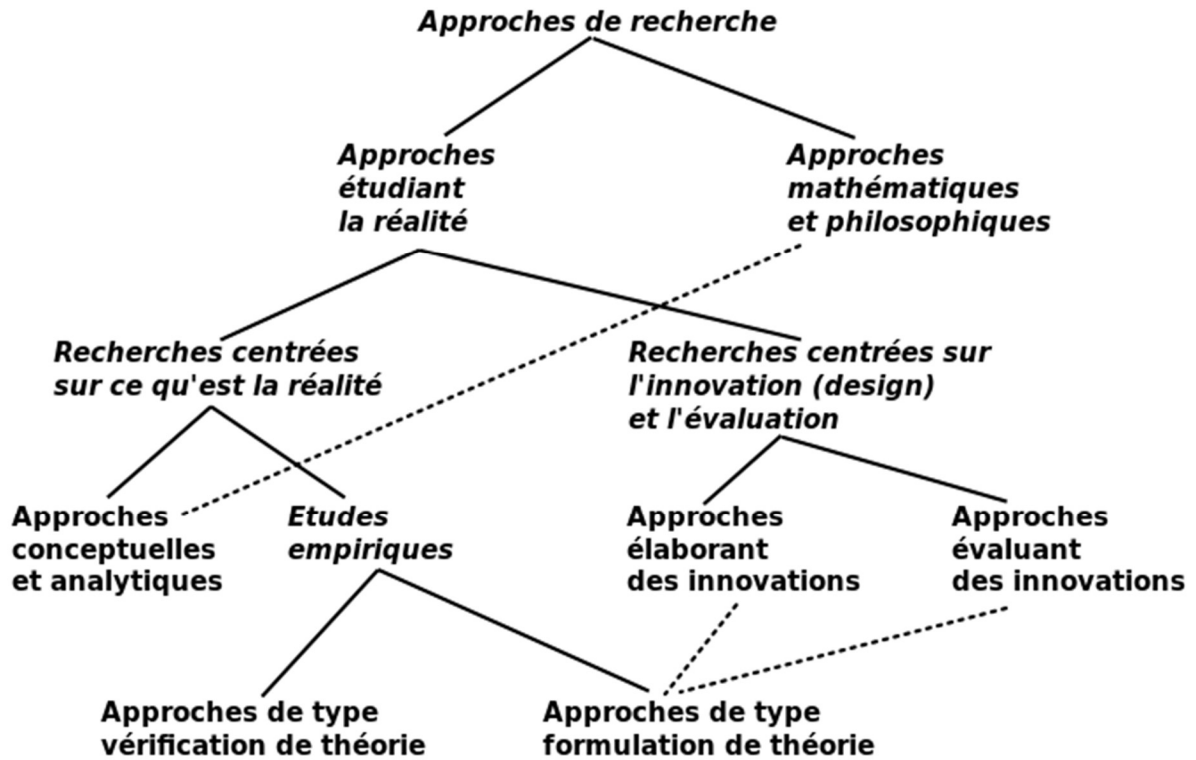 Approches de recherche
Approches
étudiant
la réalité
Approches
mathématiques
et philosophiques
Recherches centrées
sur ce qu'est la réalité
Recherches centrées sur
l'innovation (design)
et l'évaluation
Approches
conceptuelles
et analytiques
Etudes
empiriques
Approches
élaborant
des innovations
Approches
évaluant
des innovations
Approches de type
vérification de théorie
Approches de type
formulation de théorie